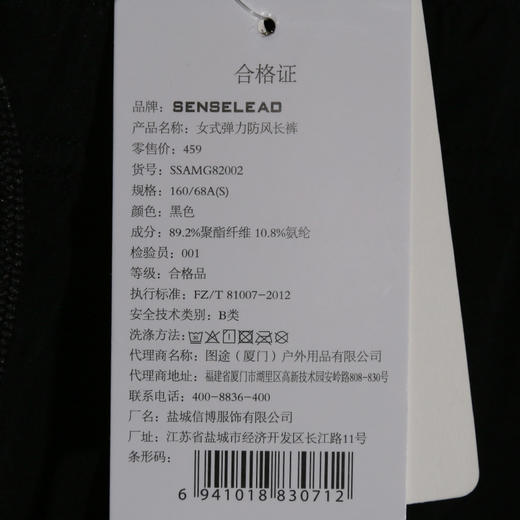 合格证
品牌: SENSELEAD
产品名称: 女式弹力防风长裤
零售价: 459
货号: SSAMG82002
规格: 160/68A(S)
颜色: 黑色
成分: 89.2%聚酯纤维 10.8%氨纶
检验员: 001
等级: 合格品
执行标准: FZ/T 81007-2012
安全技术类别: B类
洗涤方法:
代理商名称: 图途（厦门）户外用品有限公司
代理商地址: 福建省厦门市湖里区高新技术园安岭路808-830号
联系电话: 400-8836-400
厂名: 盐城信博服饰有限公司
厂址: 江苏省盐城市经济开发区长江路11号
条形码:
6 941018 830712